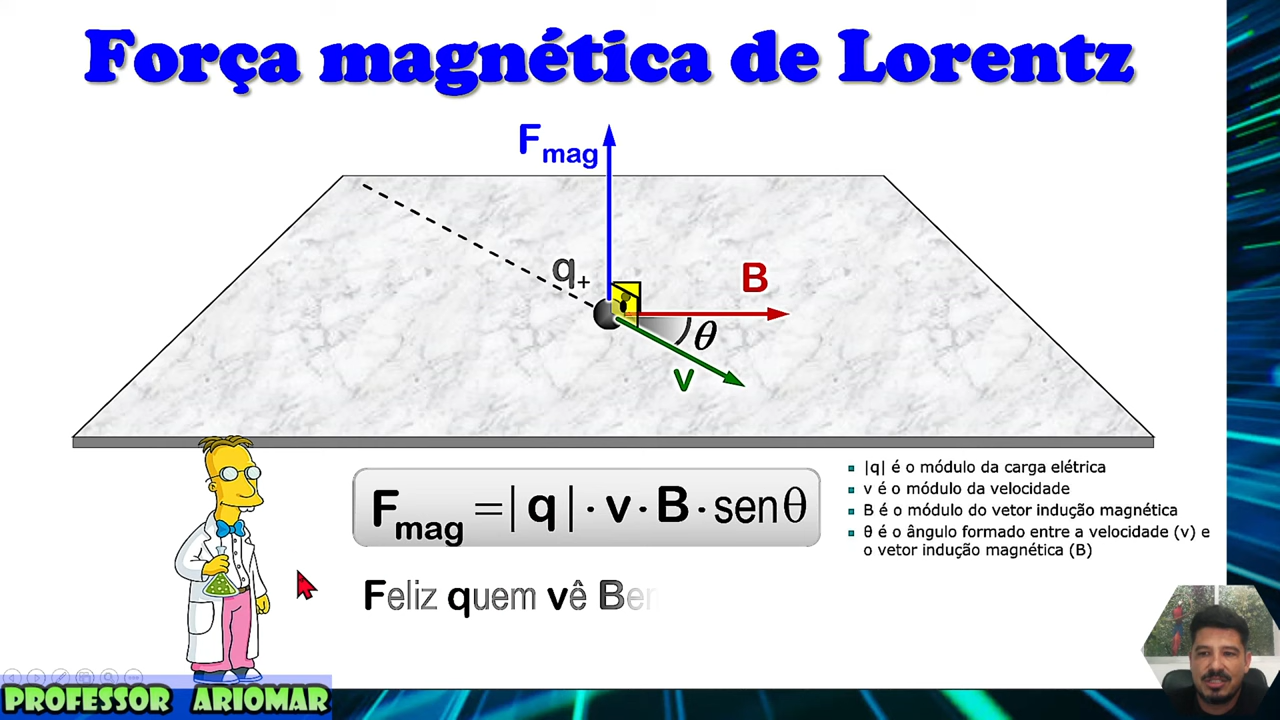 Força magnética de Lorentz
Fmag
q+
B
θ
v
Fmag = |q| · v · B · senθ
|q| é o módulo da carga elétrica
v é o módulo da velocidade
B é o módulo do vetor indução magnética
θ é o ângulo formado entre a velocidade (v) e
o vetor indução magnética (B)
Feliz quem vê Ben
PROFESSOR ARIOMAR